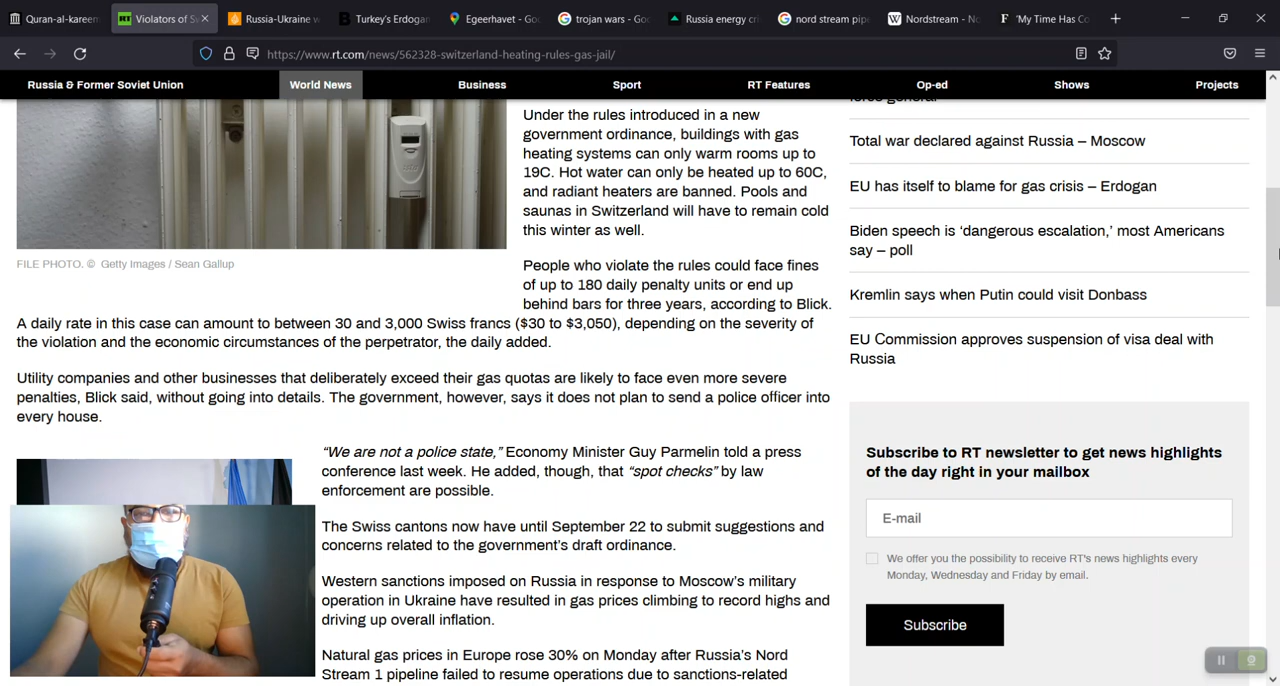 Quran-al-kareem
RT
Violators of S
Russia-Ukraine w
Turkey's Erdogan
Egeerhavet - Goo
trojan wars - Goo
Russia energy cri
nord stream pipe
W
Nordstream - No
F
'My Time Has Co
https://www.rt.com/news/562328-switzerland-heating-rules-gas-jail/
Russia & Former Soviet Union
World News
Business
Sport
RT Features
Op-ed
Shows
Projects
Under the rules introduced in a new
government ordinance, buildings with gas
heating systems can only warm rooms up to
19C. Hot water can only be heated up to 60C,
and radiant heaters are banned. Pools and
saunas in Switzerland will have to remain cold
this winter as well.
FILE PHOTO. © Getty Images / Sean Gallup
People who violate the rules could face fines
of up to 180 daily penalty units or end up
behind bars for three years, according to Blick.
A daily rate in this case can amount to between 30 and 3,000 Swiss francs ($30 to $3,050), depending on the severity of
the violation and the economic circumstances of the perpetrator, the daily added.
Utility companies and other businesses that deliberately exceed their gas quotas are likely to face even more severe
penalties, Blick said, without going into details. The government, however, says it does not plan to send a police officer into
every house.
“We are not a police state,” Economy Minister Guy Parmelin told a press
conference last week. He added, though, that “spot checks” by law
enforcement are possible.
The Swiss cantons now have until September 22 to submit suggestions and
concerns related to the government’s draft ordinance.
Western sanctions imposed on Russia in response to Moscow’s military
operation in Ukraine have resulted in gas prices climbing to record highs and
driving up overall inflation.
Natural gas prices in Europe rose 30% on Monday after Russia’s Nord
Stream 1 pipeline failed to resume operations due to sanctions-related
force general
Total war declared against Russia – Moscow
EU has itself to blame for gas crisis – Erdogan
Biden speech is ‘dangerous escalation,’ most Americans
say – poll
Kremlin says when Putin could visit Donbass
EU Commission approves suspension of visa deal with
Russia
Subscribe to RT newsletter to get news highlights
of the day right in your mailbox
E-mail
We offer you the possibility to receive RT's news highlights every
Monday, Wednesday and Friday by email.
Subscribe